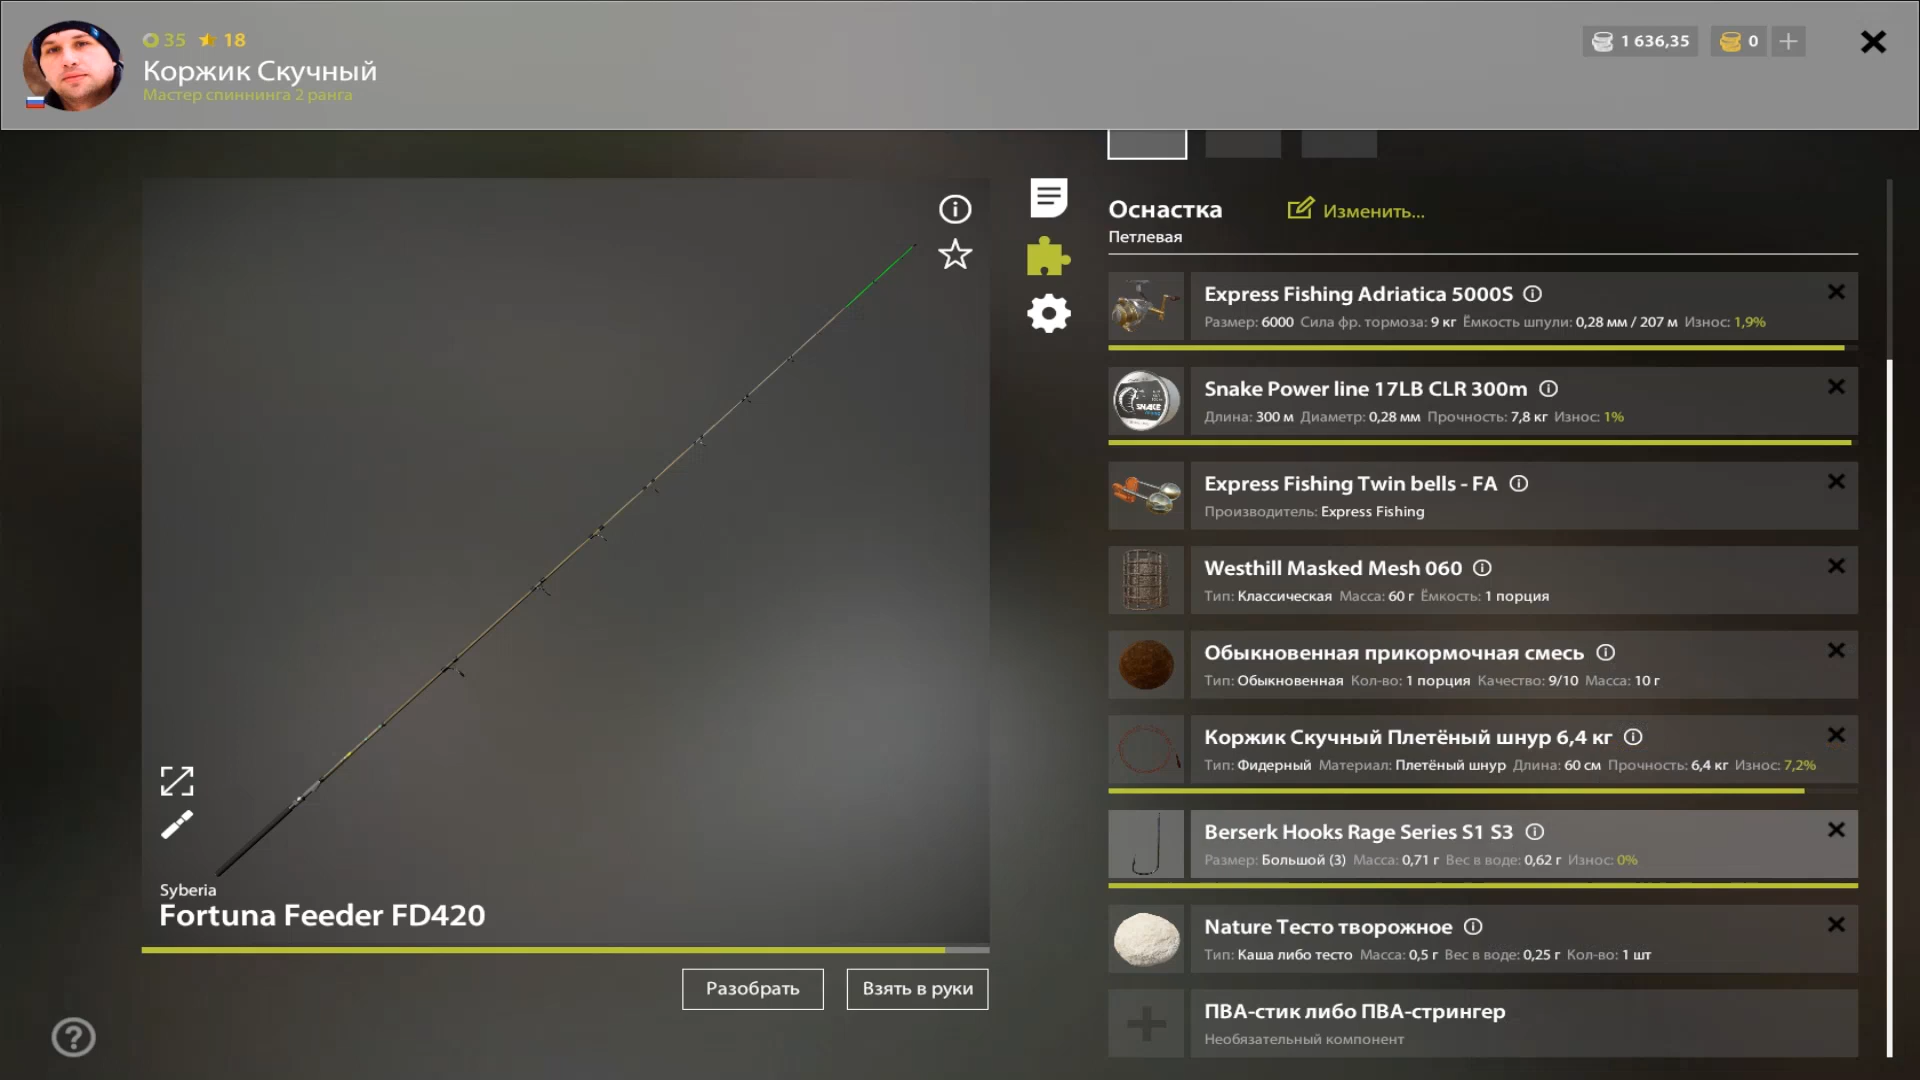 35 18
Коржик Скучный
Мастер спиннинга 2 ранга
1 636,35
0
Оснастка
Изменить...
Петлевая
Express Fishing Adriatica 5000S
Размер: 6000 Сила фр. тормоза: 9 кг Ёмкость шпули: 0,28 мм / 207 м Износ: 1,9%
Snake Power line 17LB CLR 300m
Длина: 300 м Диаметр: 0,28 мм Прочность: 7,8 кг Износ: 1%
SNAKE
Express Fishing Twin bells - FA
Производитель: Express Fishing
Westhill Masked Mesh 060
Тип: Классическая Масса: 60 г Ёмкость: 1 порция
Обыкновенная прикормочная смесь
Тип: Обыкновенная Кол-во: 1 порция Качество: 9/10 Масса: 10 г
Коржик Скучный Плетёный шнур 6,4 кг
Тип: Фидерный Материал: Плетёный шнур Длина: 60 см Прочность: 6,4 кг Износ: 7,2%
Berserk Hooks Rage Series S1 S3
Размер: Большой (3) Масса: 0,71 г Вес в воде: 0,62 г Износ: 0%
Nature Тесто творожное
Тип: Каша либо тесто Масса: 0,5 г Вес в воде: 0,25 г Кол-во: 1 шт
ПВА-стик либо ПВА-стрингер
Необязательный компонент
Syberia
Fortuna Feeder FD420
Разобрать
Взять в руки